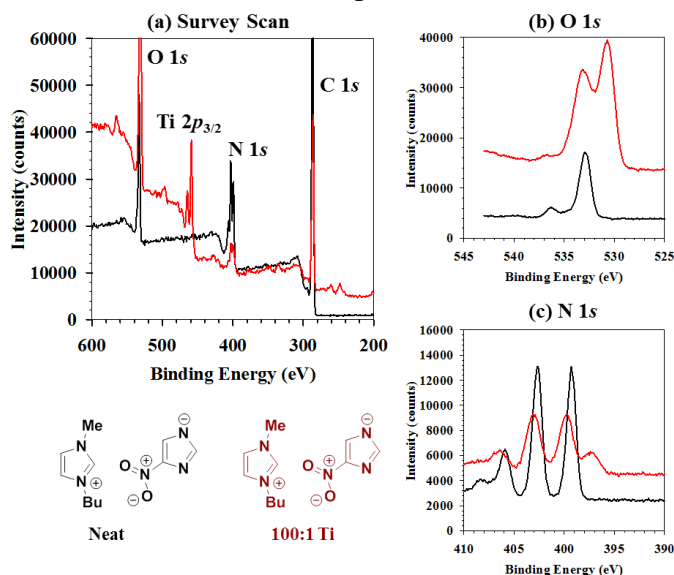 (a) Survey Scan
60000
50000
40000
30000
20000
10000
0
600
500
400
300
200
Intensity (counts)
Binding Energy (eV)
O 1s
Ti 2p3/2
N 1s
C 1s
(b) O 1s
40000
30000
20000
10000
0
545
540
535
530
525
Intensity (counts)
Binding Energy (eV)
(c) N 1s
16000
14000
12000
10000
8000
6000
4000
2000
0
410
405
400
395
390
Intensity (counts)
Binding Energy (eV)
Me
N
N
⊕
Bu
⊖
N
N
O
N
⊕
O
⊖
Neat
Me
N
N
⊕
Bu
⊖
N
N
O
N
⊕
O
⊖
100:1 Ti